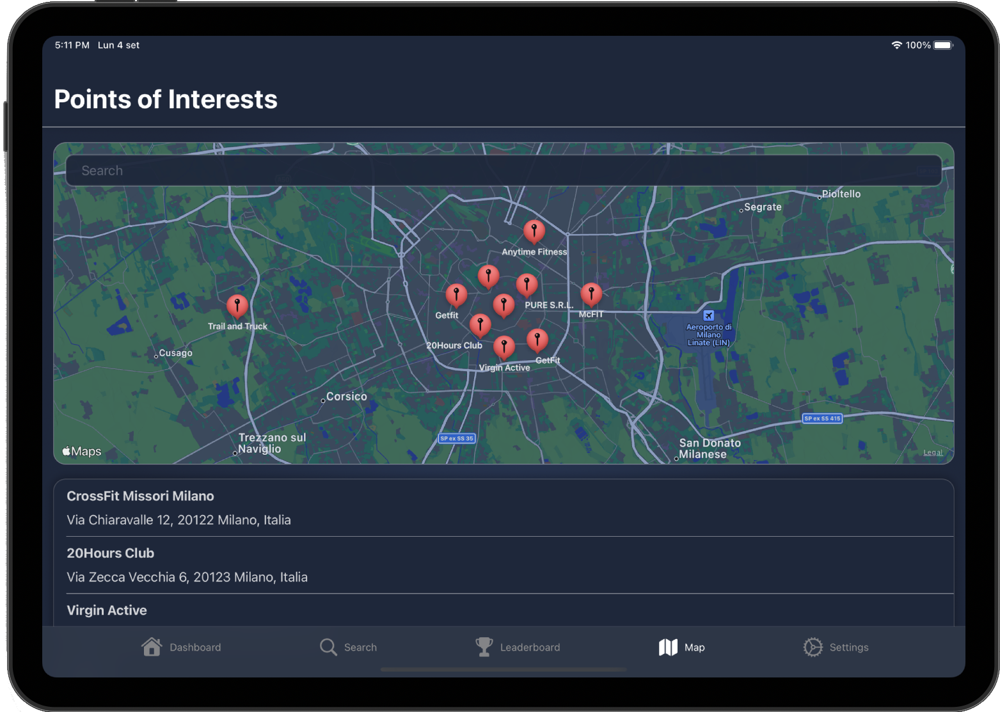 5:11 PM Lun 4 set
100%
Points of Interests
Search
Pioltello
Segrate
Anytime Fitness
PURE S.R.L.
Getfit
McFIT
Trail and Truck
Aeroporto di
Milano
Linate (LIN)
20Hours Club
Cusago
GetFit
Virgin Active
Corsico
SP ex SS 415
Trezzano sul
Naviglio
SP ex SS 35
San Donato
Milanese
Maps
Legal
CrossFit Missori Milano
Via Chiaravalle 12, 20122 Milano, Italia
20Hours Club
Via Zecca Vecchia 6, 20123 Milano, Italia
Virgin Active
Dashboard
Search
Leaderboard
Map
Settings